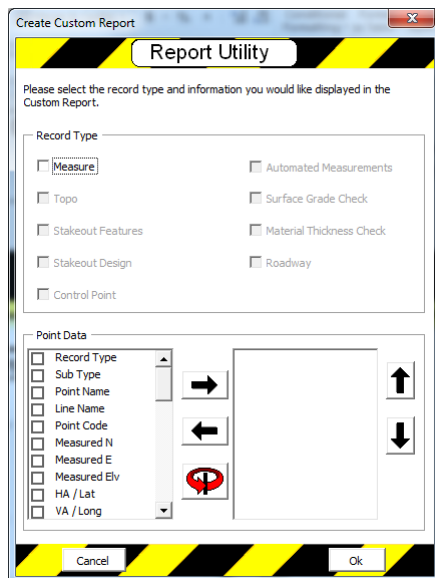 Create Custom Report
Report Utility
Please select the record type and information you would like displayed in the
Custom Report.
Record Type
Measure
Automated Measurements
Topo
Surface Grade Check
Stakeout Features
Material Thickness Check
Stakeout Design
Roadway
Control Point
Point Data
Record Type
Sub Type
Point Name
Line Name
Point Code
Measured N
Measured E
Measured Elv
HA / Lat
VA / Long
Cancel
Ok